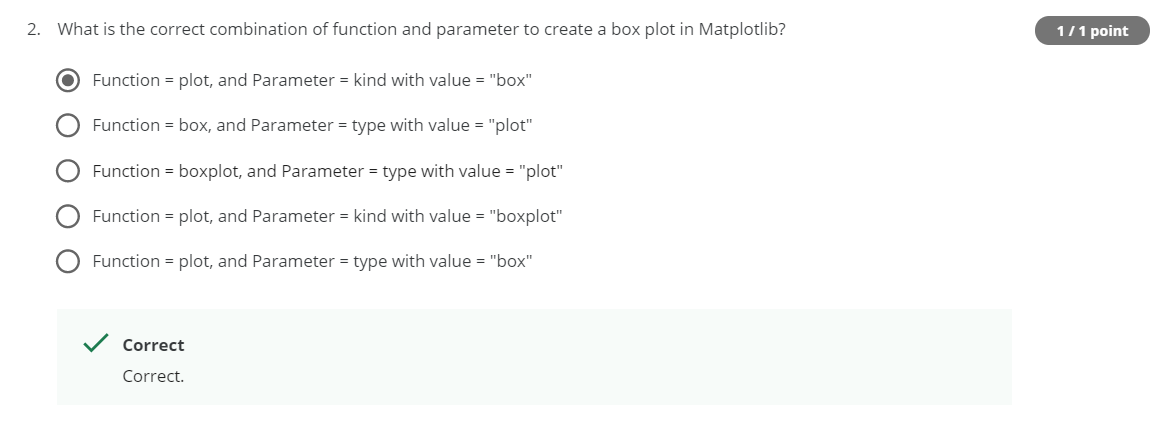 2. What is the correct combination of function and parameter to create a box plot in Matplotlib?
1 / 1 point
Function = plot, and Parameter = kind with value = "box"
Function = box, and Parameter = type with value = "plot"
Function = boxplot, and Parameter = type with value = "plot"
Function = plot, and Parameter = kind with value = "boxplot"
Function = plot, and Parameter = type with value = "box"
Correct
Correct.